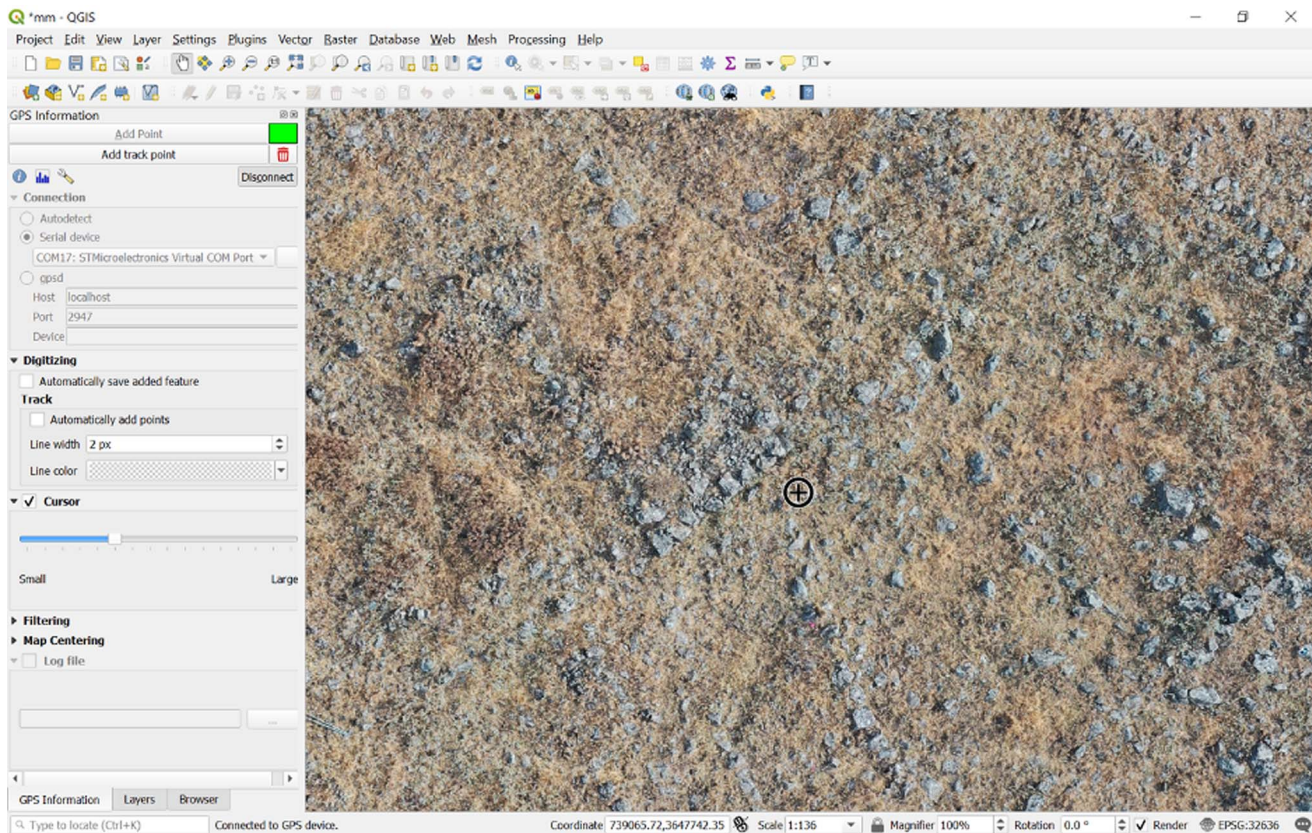 *mm - QGIS
Project Edit View Layer Settings Plugins Vector Raster Database Web Mesh Processing Help
GPS Information
Add Point
Add track point
Disconnect
Connection
Autodetect
Serial device
COM17: STMicroelectronics Virtual COM Port
gpsd
Host localhost
Port 2947
Device
Digitizing
Automatically save added feature
Track
Automatically add points
Line width 2 px
Line color
Cursor
Small Large
Filtering
Map Centering
Log file
...
GPS Information Layers Browser
Type to locate (Ctrl+K) Connected to GPS device. Coordinate 739065.72,3647742.35 Scale 1:136 Magnifier 100% Rotation 0.0 ° Render EPSG:32636